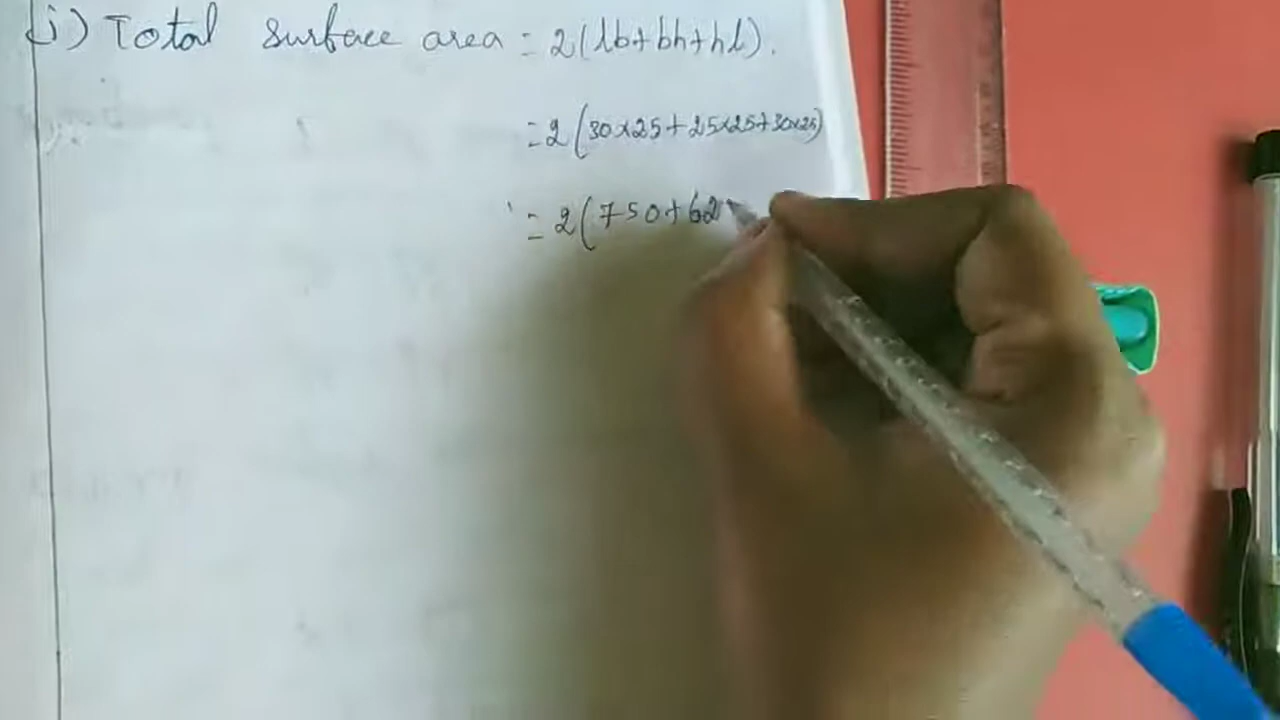 i) Total surface area = 2(lb+bh+hl).
=2(30×25+25×25+30×25)
=2(750+62